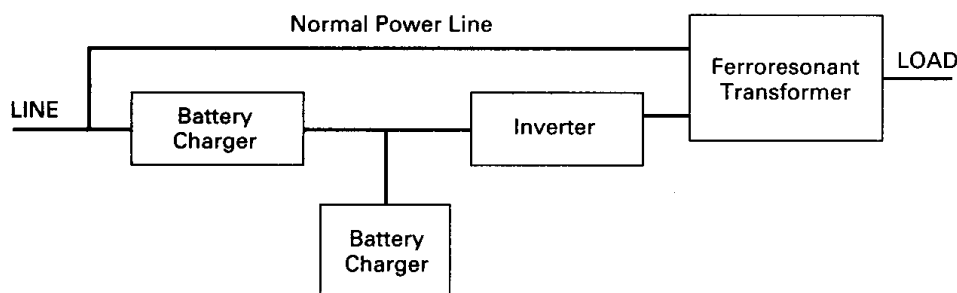 Normal Power Line
LINE
Battery
Charger
Inverter
Ferroresonant
Transformer
LOAD
Battery
Charger